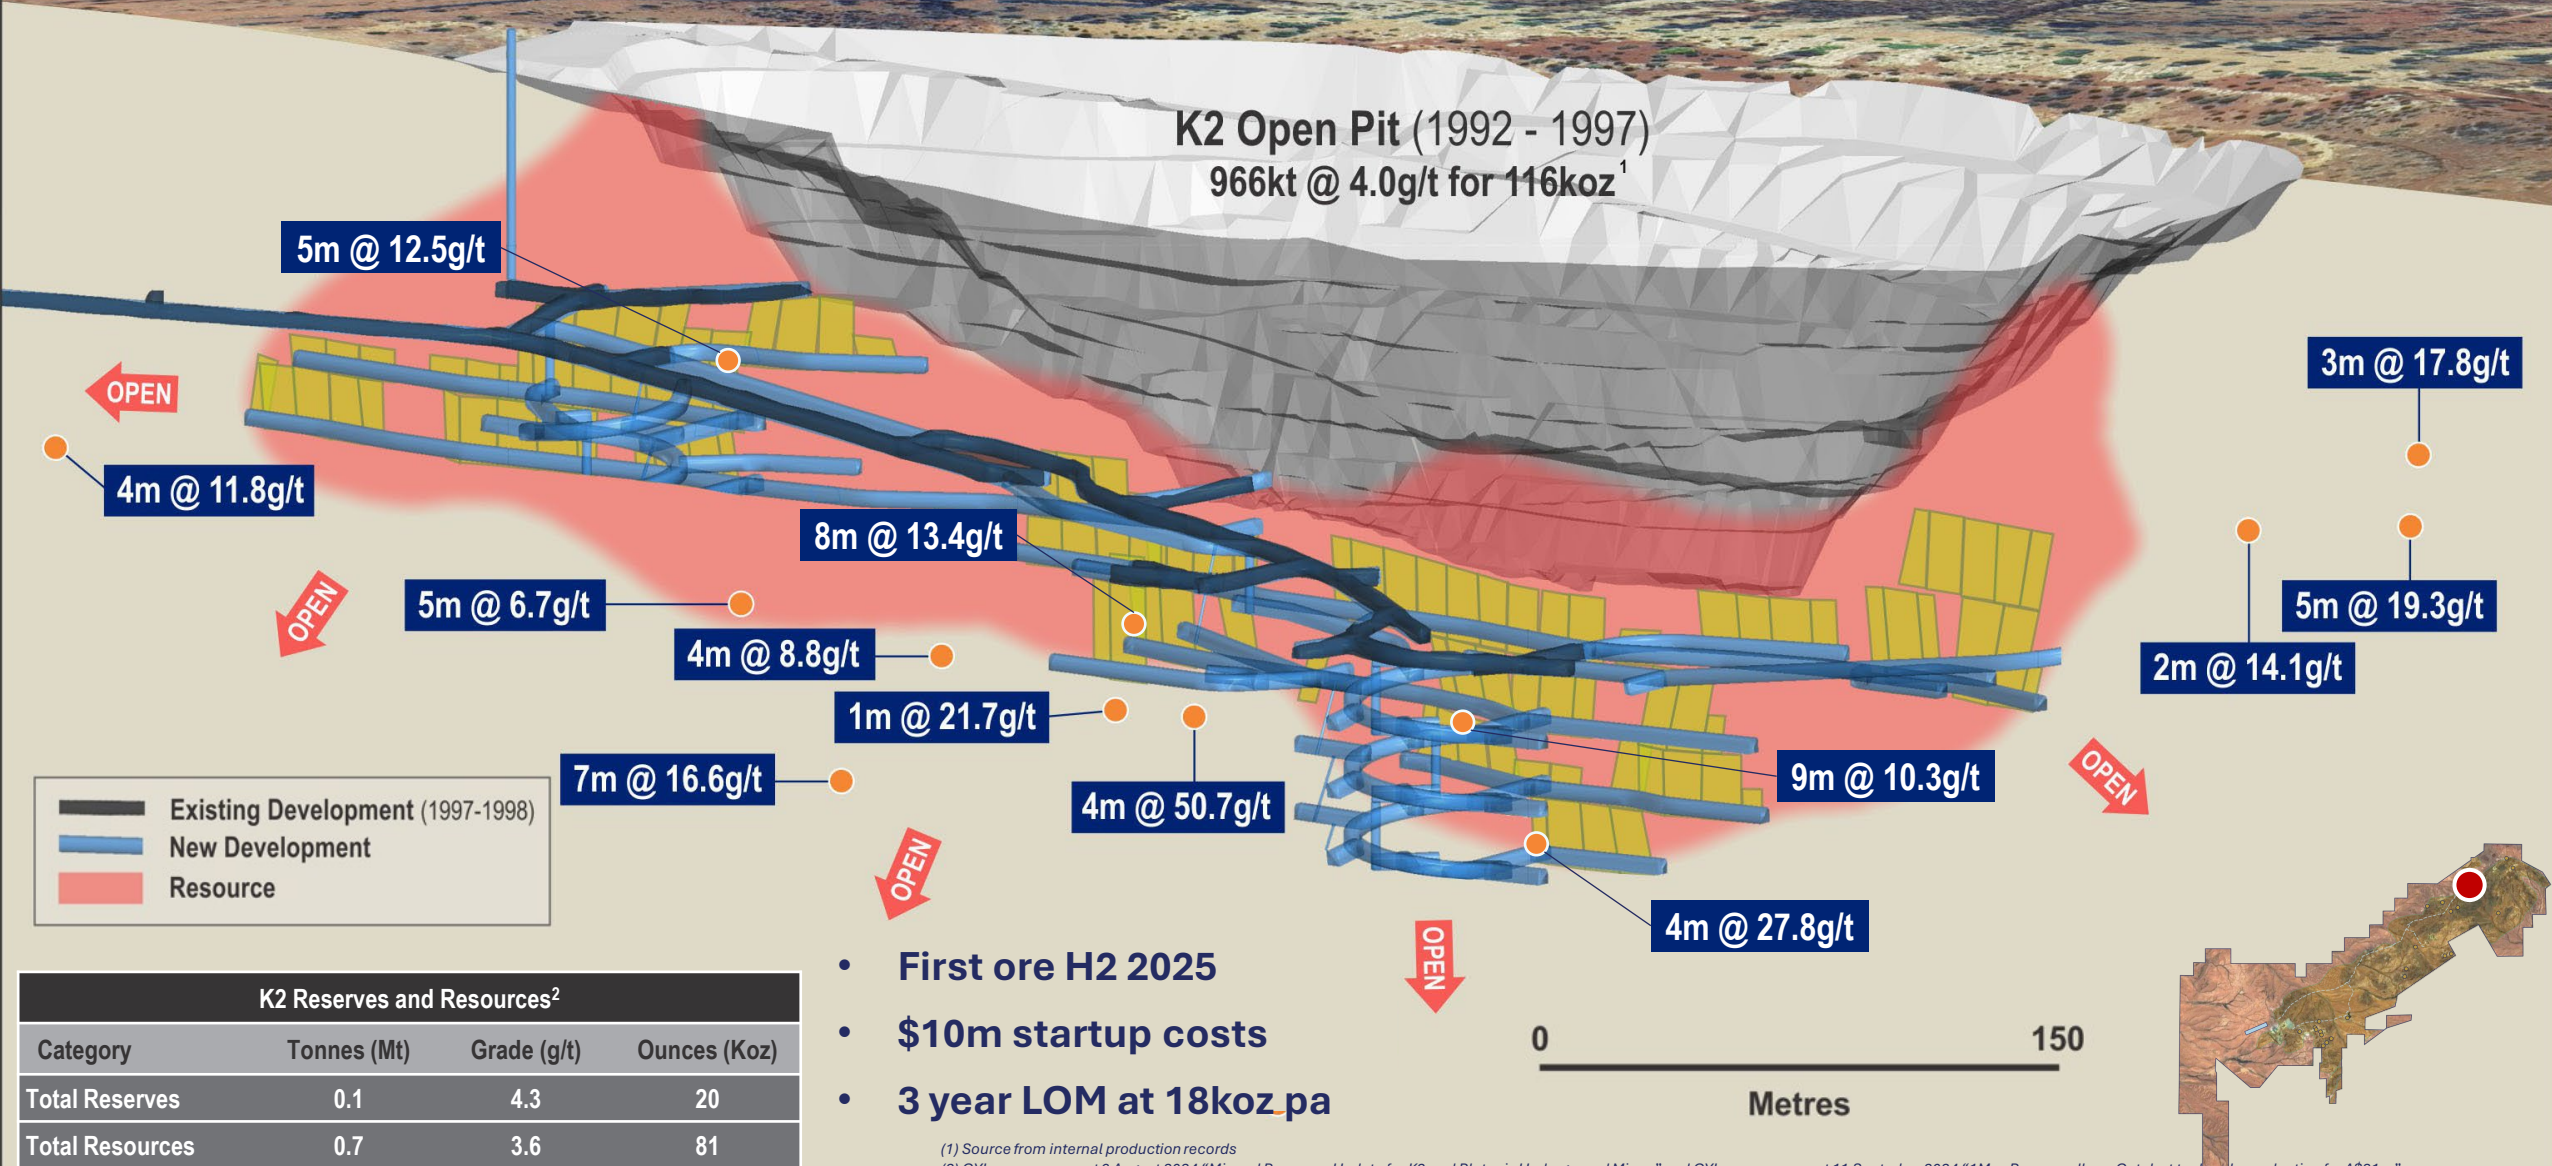 K2 Open Pit (1992 - 1997)
966kt @ 4.0g/t for 116koz1
5m @ 12.5g/t
3m @ 17.8g/t
OPEN
4m @ 11.8g/t
8m @ 13.4g/t
OPEN
5m @ 6.7g/t
5m @ 19.3g/t
4m @ 8.8g/t
2m @ 14.1g/t
1m @ 21.7g/t
7m @ 16.6g/t
4m @ 50.7g/t
9m @ 10.3g/t
OPEN
Existing Development (1997-1998)
New Development
Resource
OPEN
4m @ 27.8g/t
OPEN
K2 Reserves and Resources2
Category Tonnes (Mt) Grade (g/t) Ounces (Koz)
Total Reserves 0.1 4.3 20
Total Resources 0.7 3.6 81
• First ore H2 2025
• $10m startup costs
• 3 year LOM at 18koz pa
0 150
Metres
(1) Source from internal production records